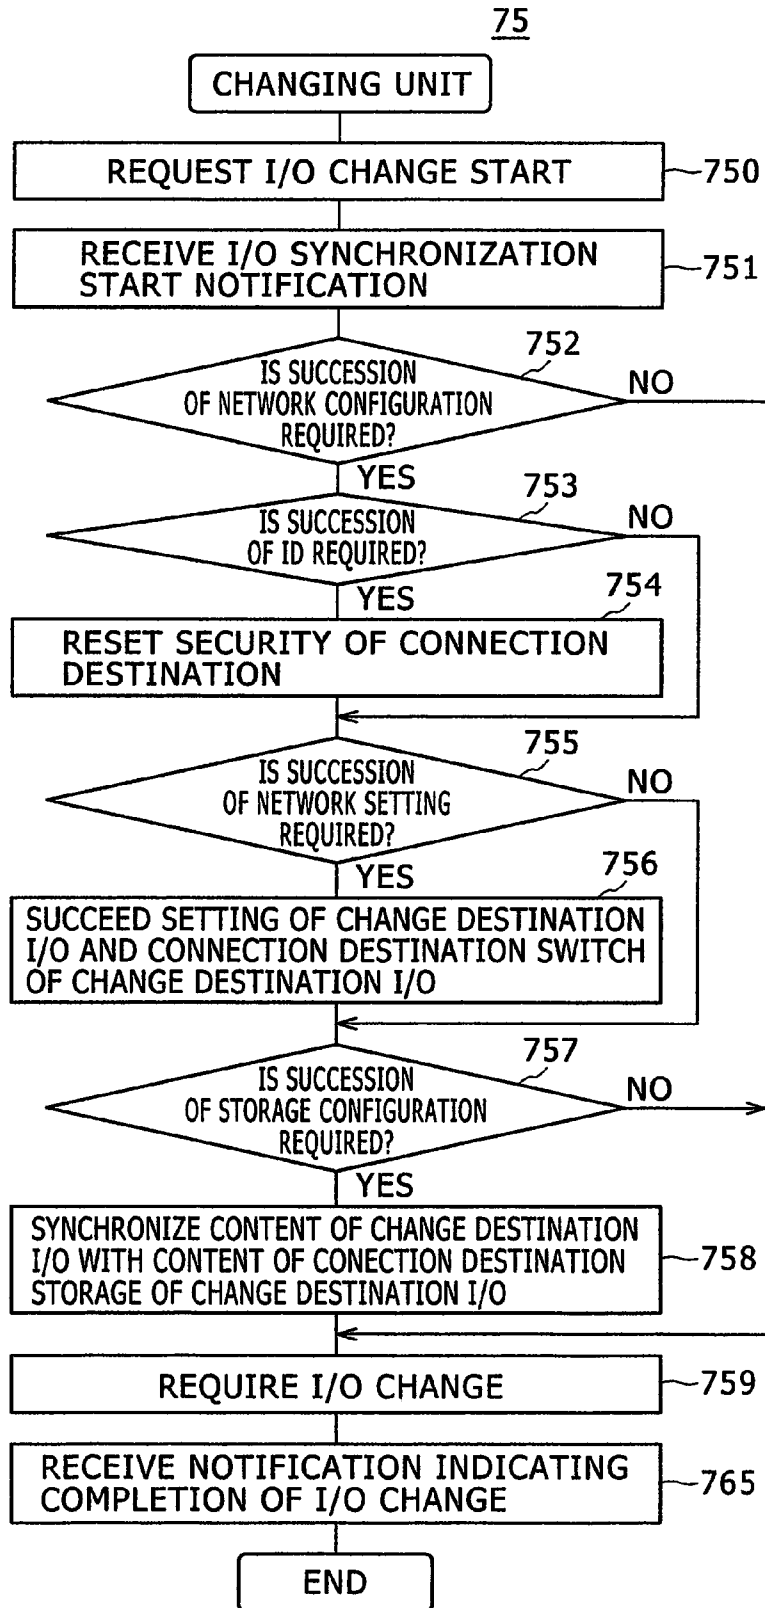 75
CHANGING UNIT
REQUEST I/O CHANGE START
750
RECEIVE I/O SYNCHRONIZATION
START NOTIFICATION
751
752
IS SUCCESSION
OF NETWORK CONFIGURATION
REQUIRED?
NO
YES
753
IS SUCCESSION
OF ID REQUIRED?
NO
YES
754
RESET SECURITY OF CONNECTION
DESTINATION
755
IS SUCCESSION
OF NETWORK SETTING
REQUIRED?
NO
YES
756
SUCCEED SETTING OF CHANGE DESTINATION
I/O AND CONNECTION DESTINATION SWITCH
OF CHANGE DESTINATION I/O
757
IS SUCCESSION
OF STORAGE CONFIGURATION
REQUIRED?
NO
YES
SYNCHRONIZE CONTENT OF CHANGE DESTINATION
I/O WITH CONTENT OF CONECTION DESTINATION
STORAGE OF CHANGE DESTINATION I/O
758
REQUIRE I/O CHANGE
759
RECEIVE NOTIFICATION INDICATING
COMPLETION OF I/O CHANGE
765
END